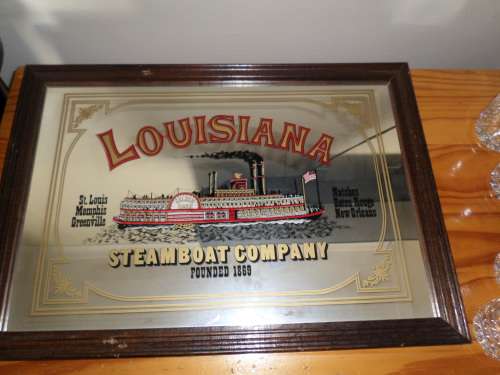 LOUISIANA
St. Louis
Memphis
Greenville
Natchez
Baton Rouge
New Orleans
STEAMBOAT COMPANY
FOUNDED 1869